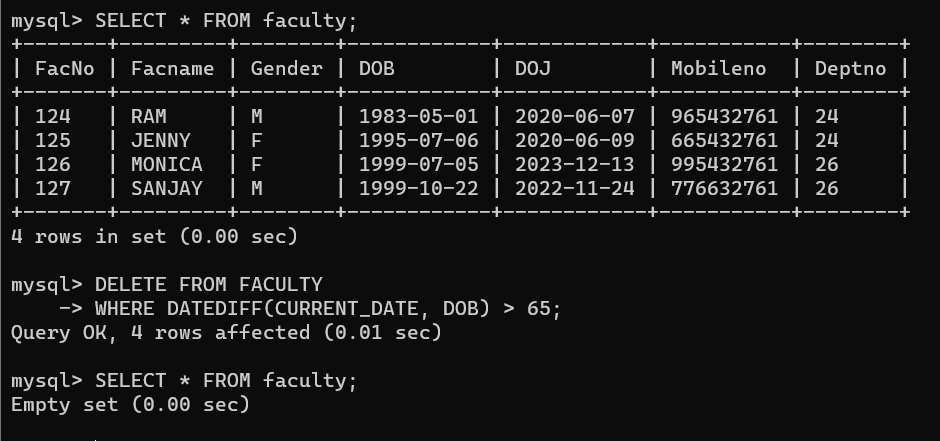 mysql> SELECT * FROM faculty;
+-------+---------+--------+------------+------------+-----------+--------+
| FacNo | Facname | Gender | DOB        | DOJ        | Mobileno  | Deptno |
+-------+---------+--------+------------+------------+-----------+--------+
| 124   | RAM     | M      | 1983-05-01 | 2020-06-07 | 965432761 | 24     |
| 125   | JENNY   | F      | 1995-07-06 | 2020-06-09 | 665432761 | 24     |
| 126   | MONICA  | F      | 1999-07-05 | 2023-12-13 | 995432761 | 26     |
| 127   | SANJAY  | M      | 1999-10-22 | 2022-11-24 | 776632761 | 26     |
+-------+---------+--------+------------+------------+-----------+--------+
4 rows in set (0.00 sec)
mysql> DELETE FROM FACULTY
    -> WHERE DATEDIFF(CURRENT_DATE, DOB) > 65;
Query OK, 4 rows affected (0.01 sec)
mysql> SELECT * FROM faculty;
Empty set (0.00 sec)